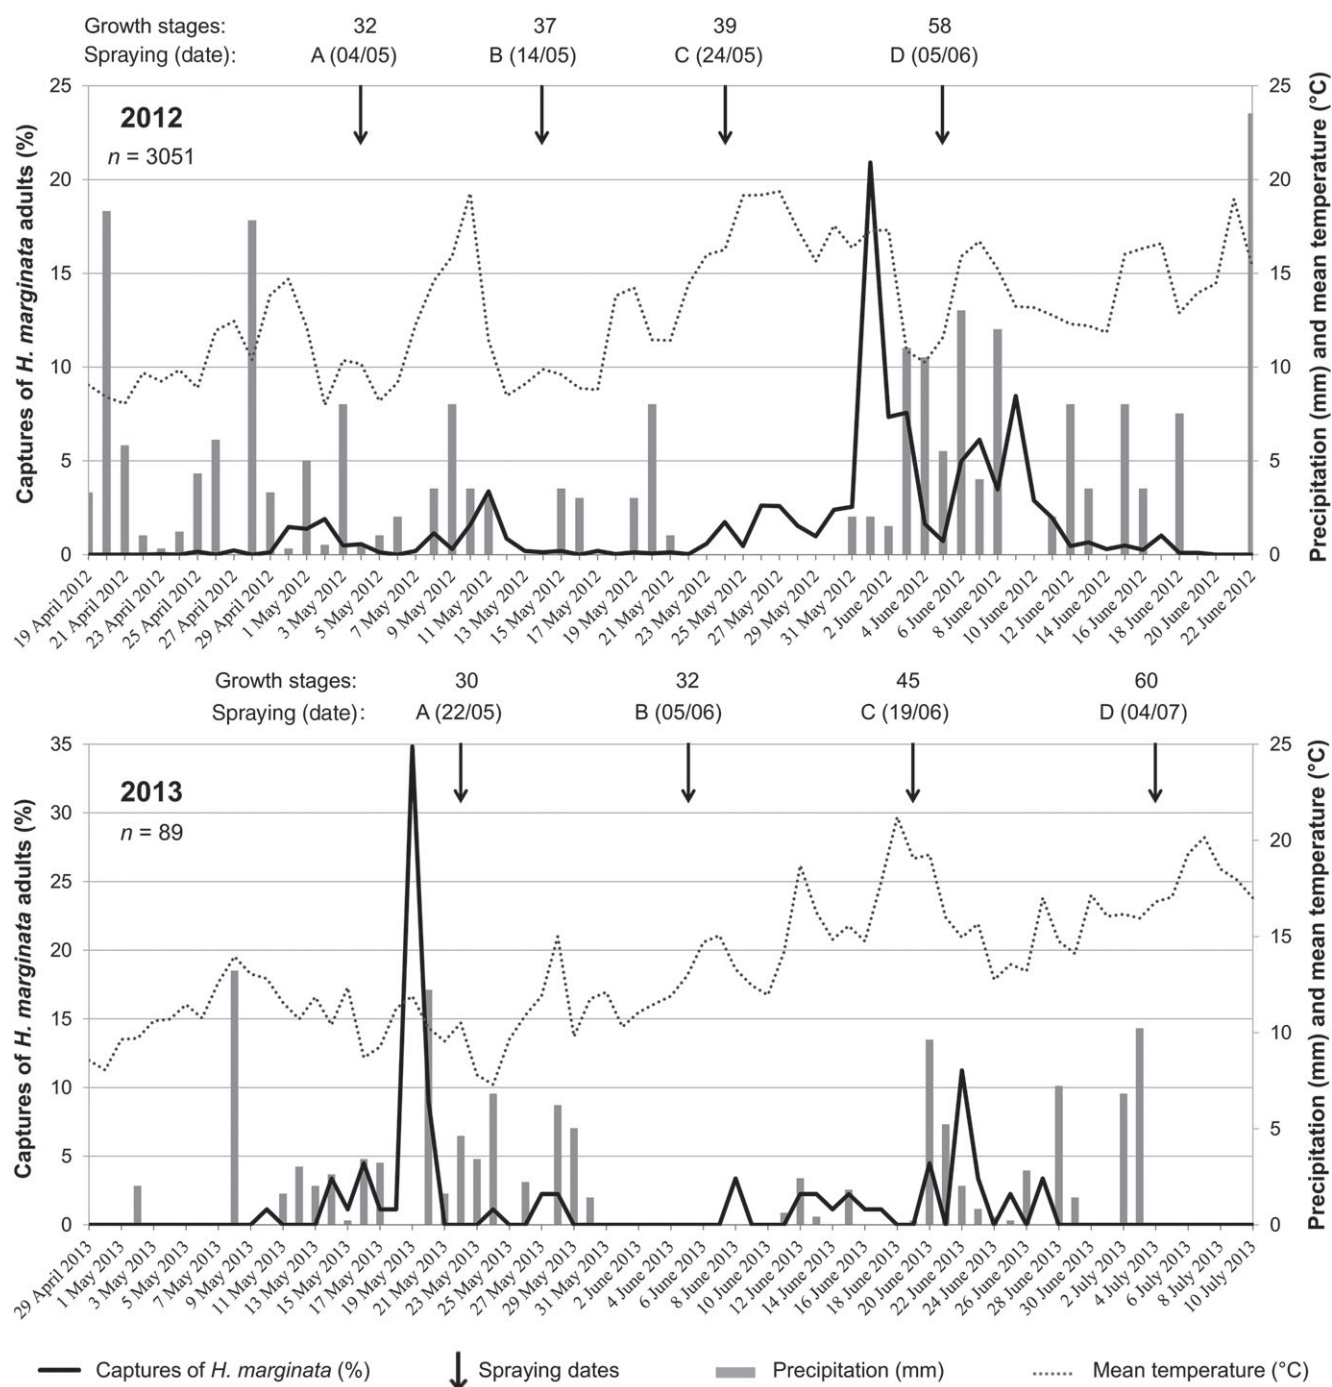 Growth stages: 32 37 39 58
Spraying (date): A (04/05) B (14/05) C (24/05) D (05/06)
2012
n = 3051
Captures of H. marginata adults (%)
25
20
15
10
5
0
Precipitation (mm) and mean temperature (°C)
25
20
15
10
5
0
19 April 2012
21 April 2012
23 April 2012
25 April 2012
27 April 2012
29 April 2012
1 May 2012
3 May 2012
5 May 2012
7 May 2012
9 May 2012
11 May 2012
13 May 2012
15 May 2012
17 May 2012
19 May 2012
21 May 2012
23 May 2012
25 May 2012
27 May 2012
29 May 2012
31 May 2012
2 June 2012
4 June 2012
6 June 2012
8 June 2012
10 June 2012
12 June 2012
14 June 2012
16 June 2012
18 June 2012
20 June 2012
22 June 2012
Growth stages: 30 32 45 60
Spraying (date): A (22/05) B (05/06) C (19/06) D (04/07)
2013
n = 89
Captures of H. marginata adults (%)
35
30
25
20
15
10
5
0
Precipitation (mm) and mean temperature (°C)
25
20
15
10
5
0
29 April 2013
1 May 2013
3 May 2013
5 May 2013
7 May 2013
9 May 2013
11 May 2013
13 May 2013
15 May 2013
17 May 2013
19 May 2013
21 May 2013
23 May 2013
25 May 2013
27 May 2013
29 May 2013
31 May 2013
2 June 2013
4 June 2013
6 June 2013
8 June 2013
10 June 2013
12 June 2013
14 June 2013
16 June 2013
18 June 2013
20 June 2013
22 June 2013
24 June 2013
26 June 2013
28 June 2013
30 June 2013
2 July 2013
4 July 2013
6 July 2013
8 July 2013
10 July 2013
Captures of H. marginata (%) Spraying dates Precipitation (mm) Mean temperature (°C)